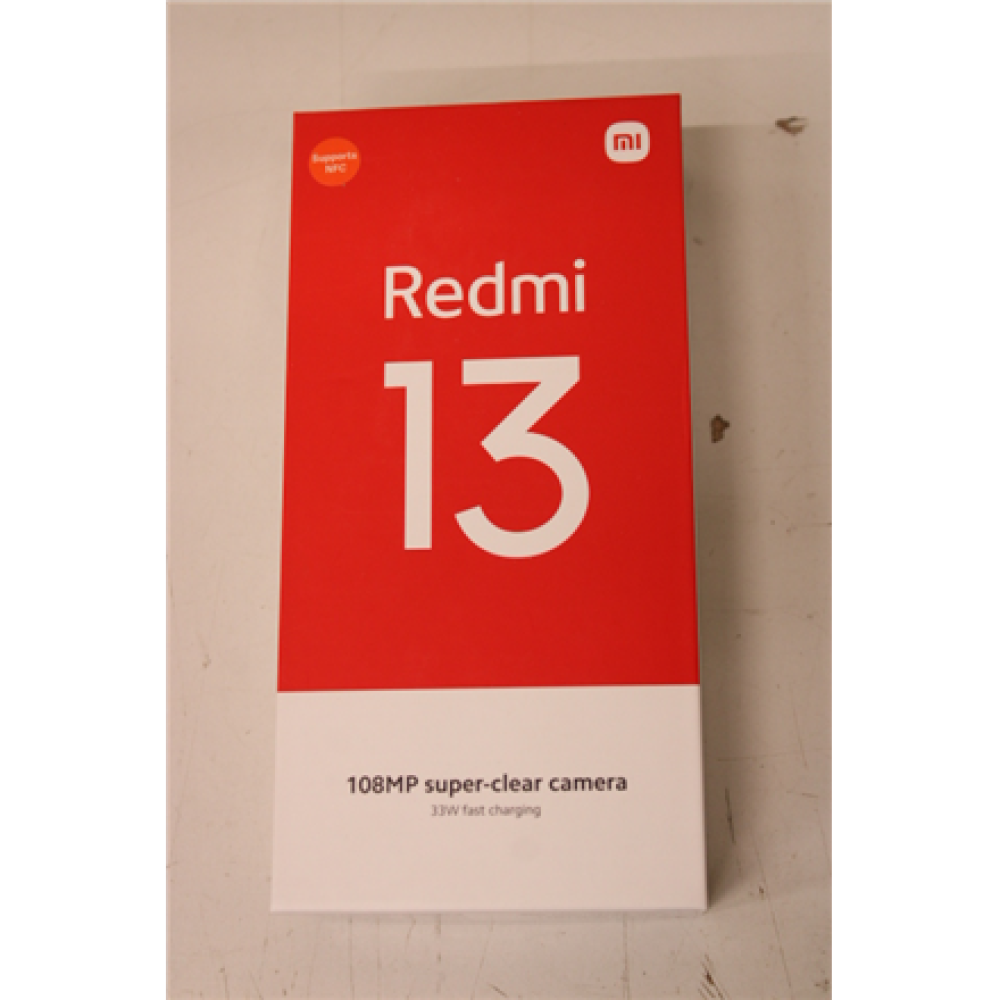 Supports
NFC
mi
Redmi
13
108MP super-clear camera
33W fast charging